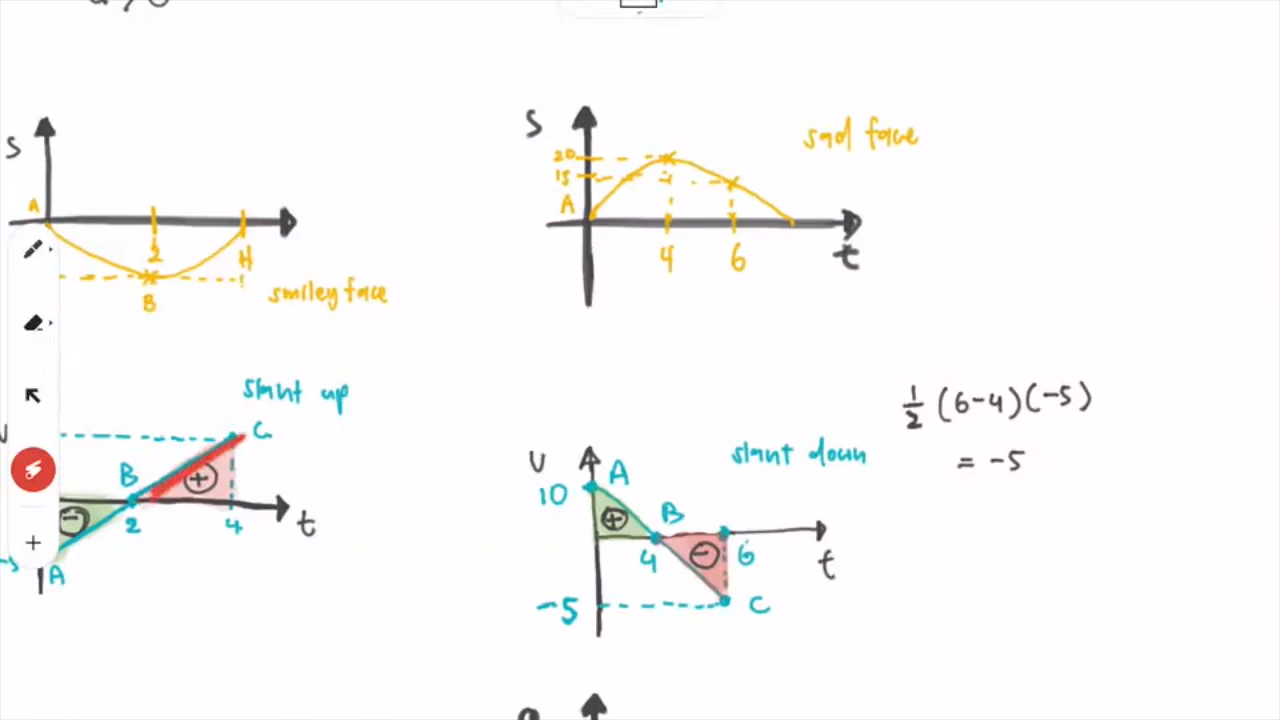 S
A
2
4
B
smiley face
S
20
15
A
4
6
t
sad face
slant up
C
B
+
-
2
4
t
A
slant down
V
10
A
B
+
-
4
6
t
-5
C
1/2 (6-4)(-5)
= -5